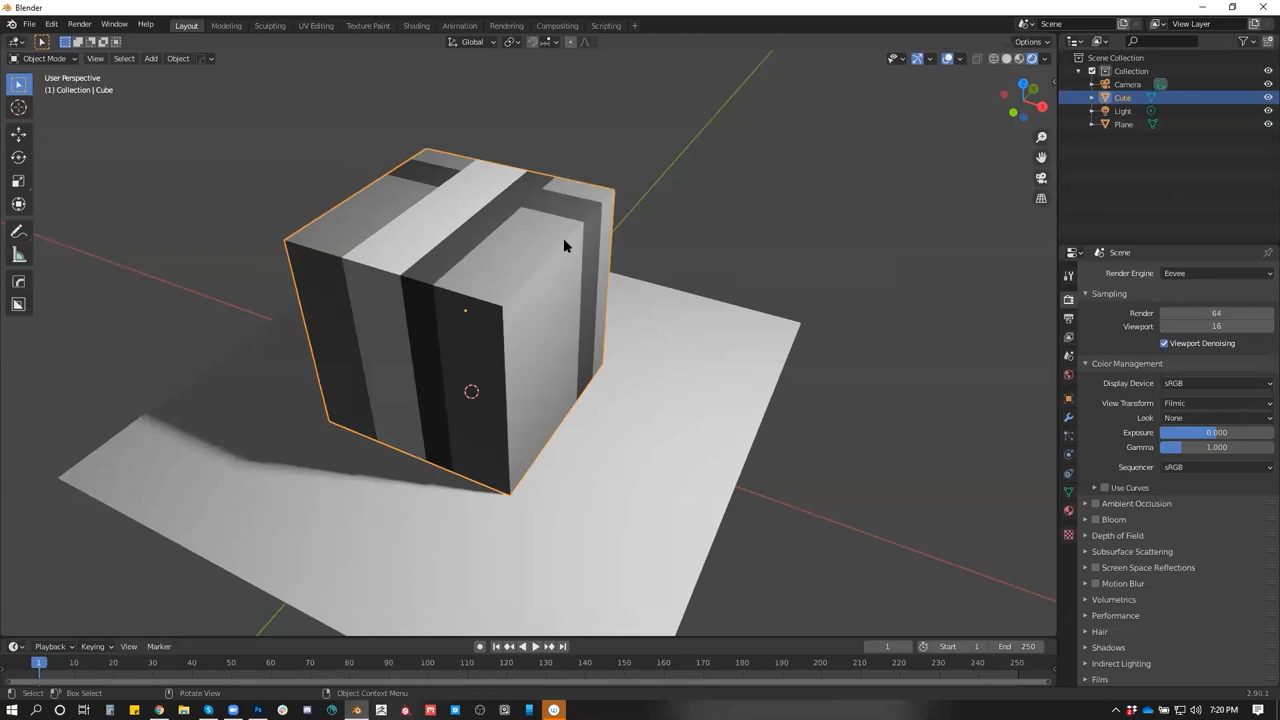 Blender
File Edit Render Window Help
Layout Modeling Sculpting UV Editing Texture Paint Shading Animation Rendering Compositing Scripting +
Scene View Layer
Global Options
Object Mode View Select Add Object
User Perspective
(1) Collection | Cube
Z
Y
X
Scene Collection
Collection
Camera
Cube
Light
Plane
Scene
Render Engine Eevee
Sampling
Render 64
Viewport 16
Viewport Denoising
Color Management
Display Device sRGB
View Transform Filmic
Look None
Exposure 0.000
Gamma 1.000
Sequencer sRGB
Use Curves
Ambient Occlusion
Bloom
Depth of Field
Subsurface Scattering
Screen Space Reflections
Motion Blur
Volumetrics
Performance
Hair
Shadows
Indirect Lighting
Film
Playback Keying View Marker
1 Start 1 End 250
1 10 20 30 40 50 60 70 80 90 100 110 120 130 140 150 160 170 180 190 200 210 220 230 240 250
Select Box Select Rotate View Object Context Menu 2.90.1
7:20 PM